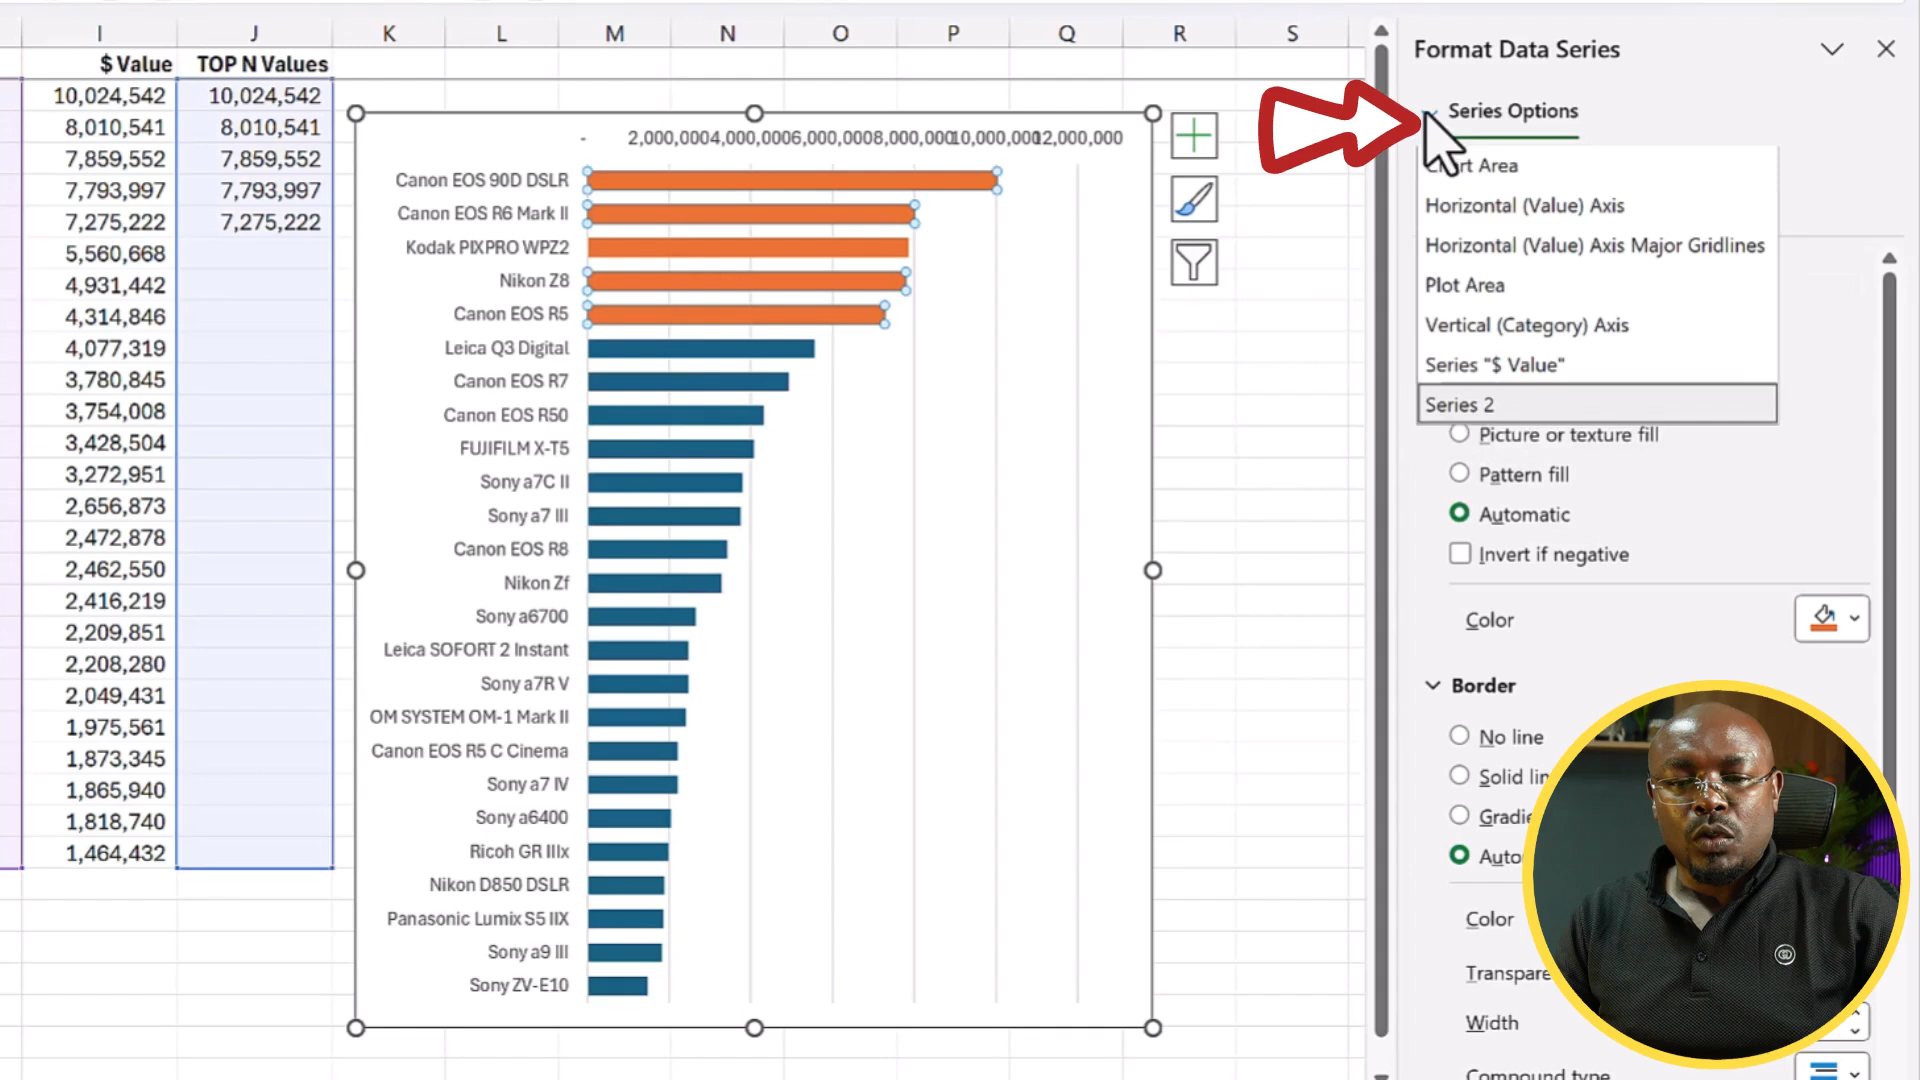 I J K L M N O P Q R S
$ Value TOP N Values
10,024,542 10,024,542
8,010,541 8,010,541
7,859,552 7,859,552
7,793,997 7,793,997
7,275,222 7,275,222
5,560,668
4,931,442
4,314,846
4,077,319
3,780,845
3,754,008
3,428,504
3,272,951
2,656,873
2,472,878
2,462,550
2,416,219
2,209,851
2,208,280
2,049,431
1,975,561
1,873,345
1,865,940
1,818,740
1,464,432
- 2,000,000 4,000,000 6,000,000 8,000,000 10,000,000 12,000,000
Canon EOS 90D DSLR
Canon EOS R6 Mark II
Kodak PIXPRO WPZ2
Nikon Z8
Canon EOS R5
Leica Q3 Digital
Canon EOS R7
Canon EOS R50
FUJIFILM X-T5
Sony a7C II
Sony a7 III
Canon EOS R8
Nikon Zf
Sony a6700
Leica SOFORT 2 Instant
Sony a7R V
OM SYSTEM OM-1 Mark II
Canon EOS R5 C Cinema
Sony a7 IV
Sony a6400
Ricoh GR IIIx
Nikon D850 DSLR
Panasonic Lumix S5 IIX
Sony a9 III
Sony ZV-E10
Format Data Series
Series Options
rt Area
Horizontal (Value) Axis
Horizontal (Value) Axis Major Gridlines
Plot Area
Vertical (Category) Axis
Series "$ Value"
Series 2
Picture or texture fill
Pattern fill
Automatic
Invert if negative
Color
Border
No line
Solid lin
Gradie
Auto
Color
Transpare
Width
Compound type